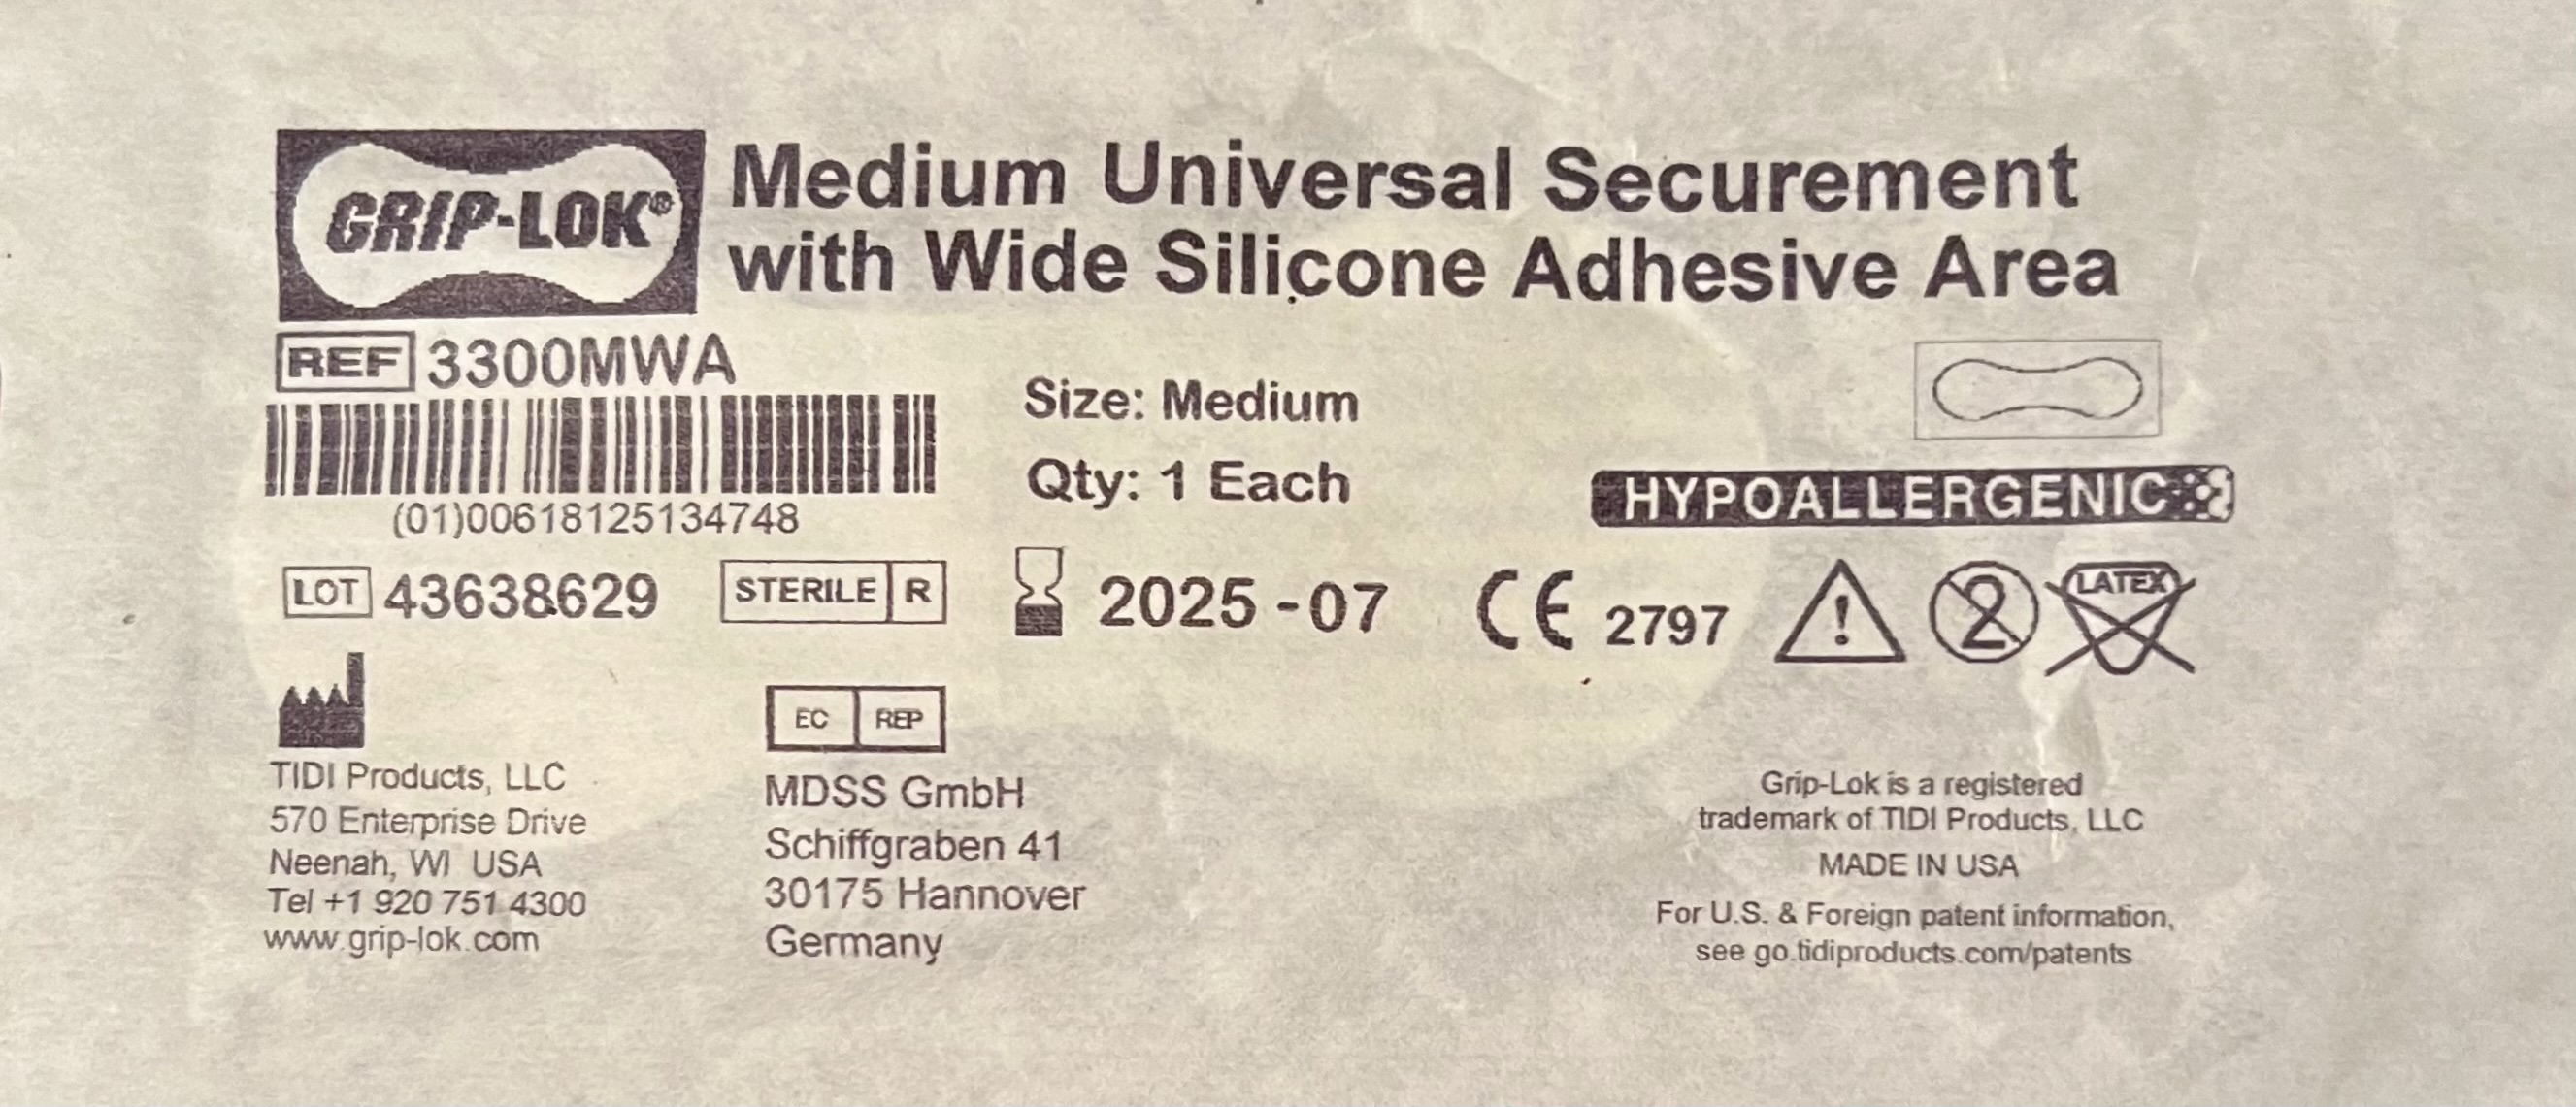 GRIP-LOK®
Medium Universal Securement
with Wide Silicone Adhesive Area
REF 3300MWA
(01)00618125134748
Size: Medium
Qty: 1 Each
HYPOALLERGENIC
LOT 43638629
STERILE R
2025-07
CE 2797
!
2
LATEX
TIDI Products, LLC
570 Enterprise Drive
Neenah, WI USA
Tel +1 920 751 4300
www.grip-lok.com
EC REP
MDSS GmbH
Schiffgraben 41
30175 Hannover
Germany
Grip-Lok is a registered
trademark of TIDI Products, LLC
MADE IN USA
For U.S. & Foreign patent information,
see go.tidiproducts.com/patents